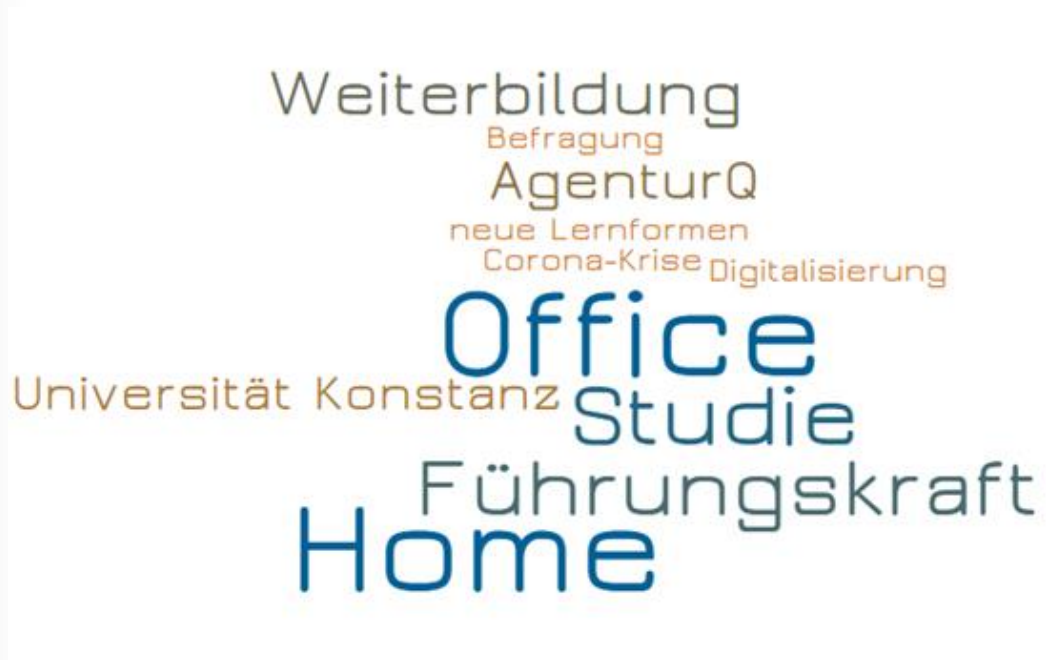 Weiterbildung
Befragung
AgenturQ
neue Lernformen
Corona-Krise
Digitalisierung
Office
Universität Konstanz
Studie
Führungskraft
Home